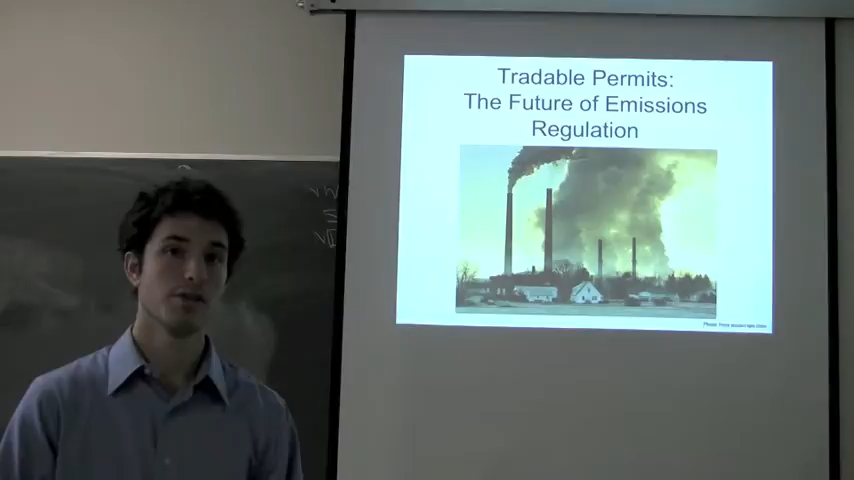 Tradable Permits:
The Future of Emissions
Regulation